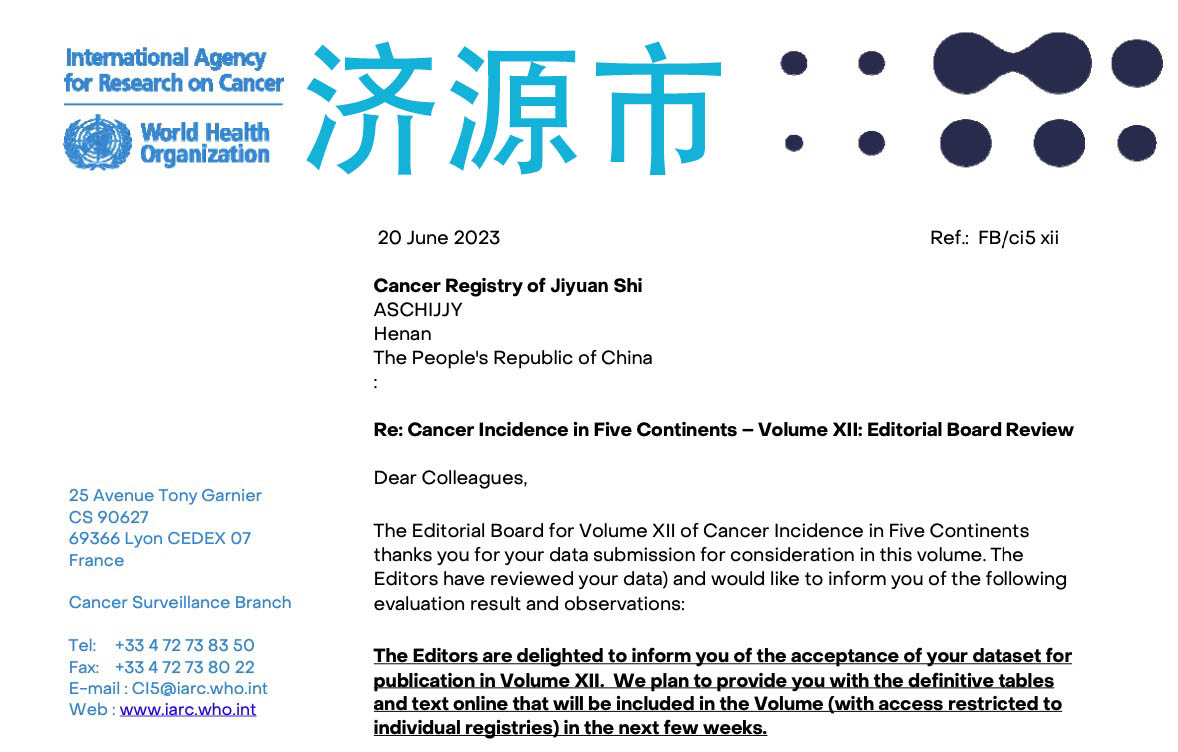 International Agency
for Research on Cancer
World Health
Organization
济源市
20 June 2023
Ref.: FB/ci5 xii
Cancer Registry of Jiyuan Shi
ASCHIJJY
Henan
The People's Republic of China
:
Re: Cancer Incidence in Five Continents – Volume XII: Editorial Board Review
Dear Colleagues,
The Editorial Board for Volume XII of Cancer Incidence in Five Continents
thanks you for your data submission for consideration in this volume. The
Editors have reviewed your data) and would like to inform you of the following
evaluation result and observations:
The Editors are delighted to inform you of the acceptance of your dataset for
publication in Volume XII. We plan to provide you with the definitive tables
and text online that will be included in the Volume (with access restricted to
individual registries) in the next few weeks.
25 Avenue Tony Garnier
CS 90627
69366 Lyon CEDEX 07
France
Cancer Surveillance Branch
Tel: +33 4 72 73 83 50
Fax: +33 4 72 73 80 22
E-mail : CI5@iarc.who.int
Web : www.iarc.who.int